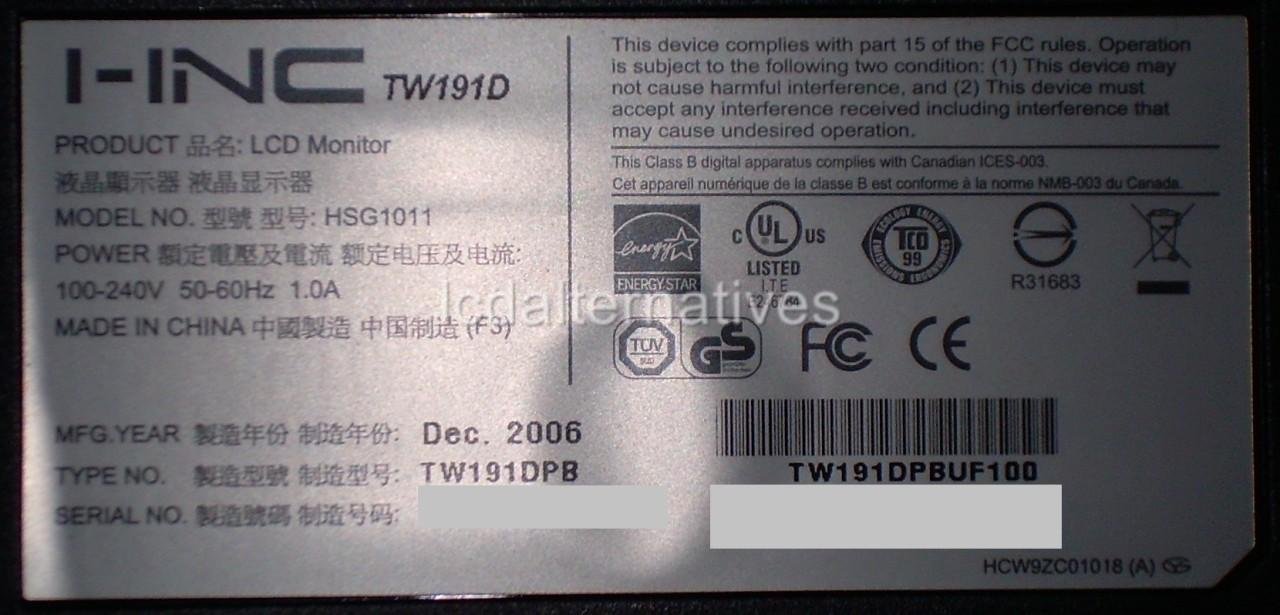 I-INC TW191D
PRODUCT 品名: LCD Monitor
液晶顯示器 液晶显示器
MODEL NO. 型號 型号: HSG1011
POWER 額定電壓及電流 额定电压及电流:
100-240V 50-60Hz 1.0A
MADE IN CHINA 中國製造 中国制造 (F3)
This device complies with part 15 of the FCC rules. Operation
is subject to the following two condition: (1) This device may
not cause harmful interference, and (2) This device must
accept any interference received including interference that
may cause undesired operation.
This Class B digital apparatus complies with Canadian ICES-003.
Cet appareil numérique de la classe B est conforme à la norme NMB-003 du Canada.
energy
ENERGY STAR
C UL US
LISTED
I.T.E
ECOLOGY ENERGY
TCO
99
EMISSIONS ERGONOMICS
R31683
lcdalternatives
TÜV
GS
FC CE
MFG.YEAR 製造年份 制造年份: Dec. 2006
TYPE NO. 製造型號 制造型号: TW191DPB
SERIAL NO. 製造號碼 制造号码:
TW191DPBUF100
HCW9ZC01018 (A)